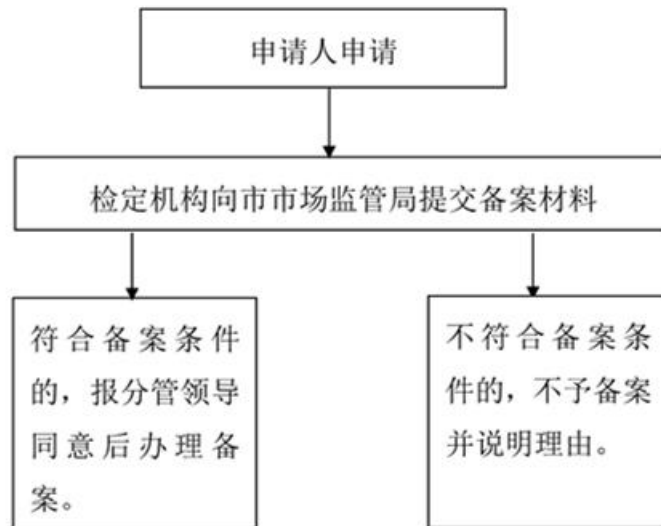 申请人申请
检定机构向市市场监管局提交备案材料
符合备案条件
的，报分管领导
同意后办理备
案。
不符合备案条
件的，不予备案
并说明理由。